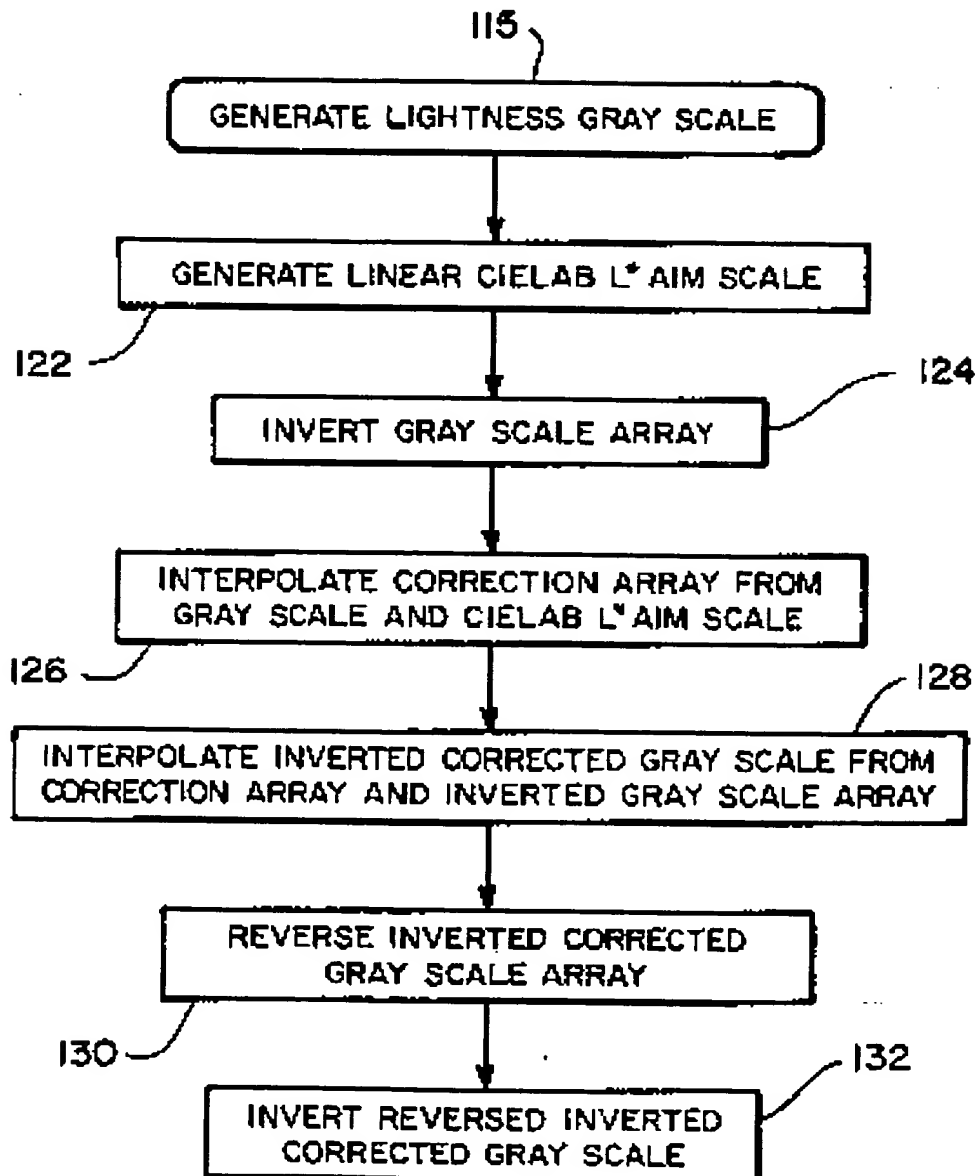 115
GENERATE LIGHTNESS GRAY SCALE
GENERATE LINEAR CIELAB L* AIM SCALE
122
124
INVERT GRAY SCALE ARRAY
INTERPOLATE CORRECTION ARRAY FROM
GRAY SCALE AND CIELAB L* AIM SCALE
126
128
INTERPOLATE INVERTED CORRECTED GRAY SCALE FROM
CORRECTION ARRAY AND INVERTED GRAY SCALE ARRAY
REVERSE INVERTED CORRECTED
GRAY SCALE ARRAY
130
132
INVERT REVERSED INVERTED
CORRECTED GRAY SCALE